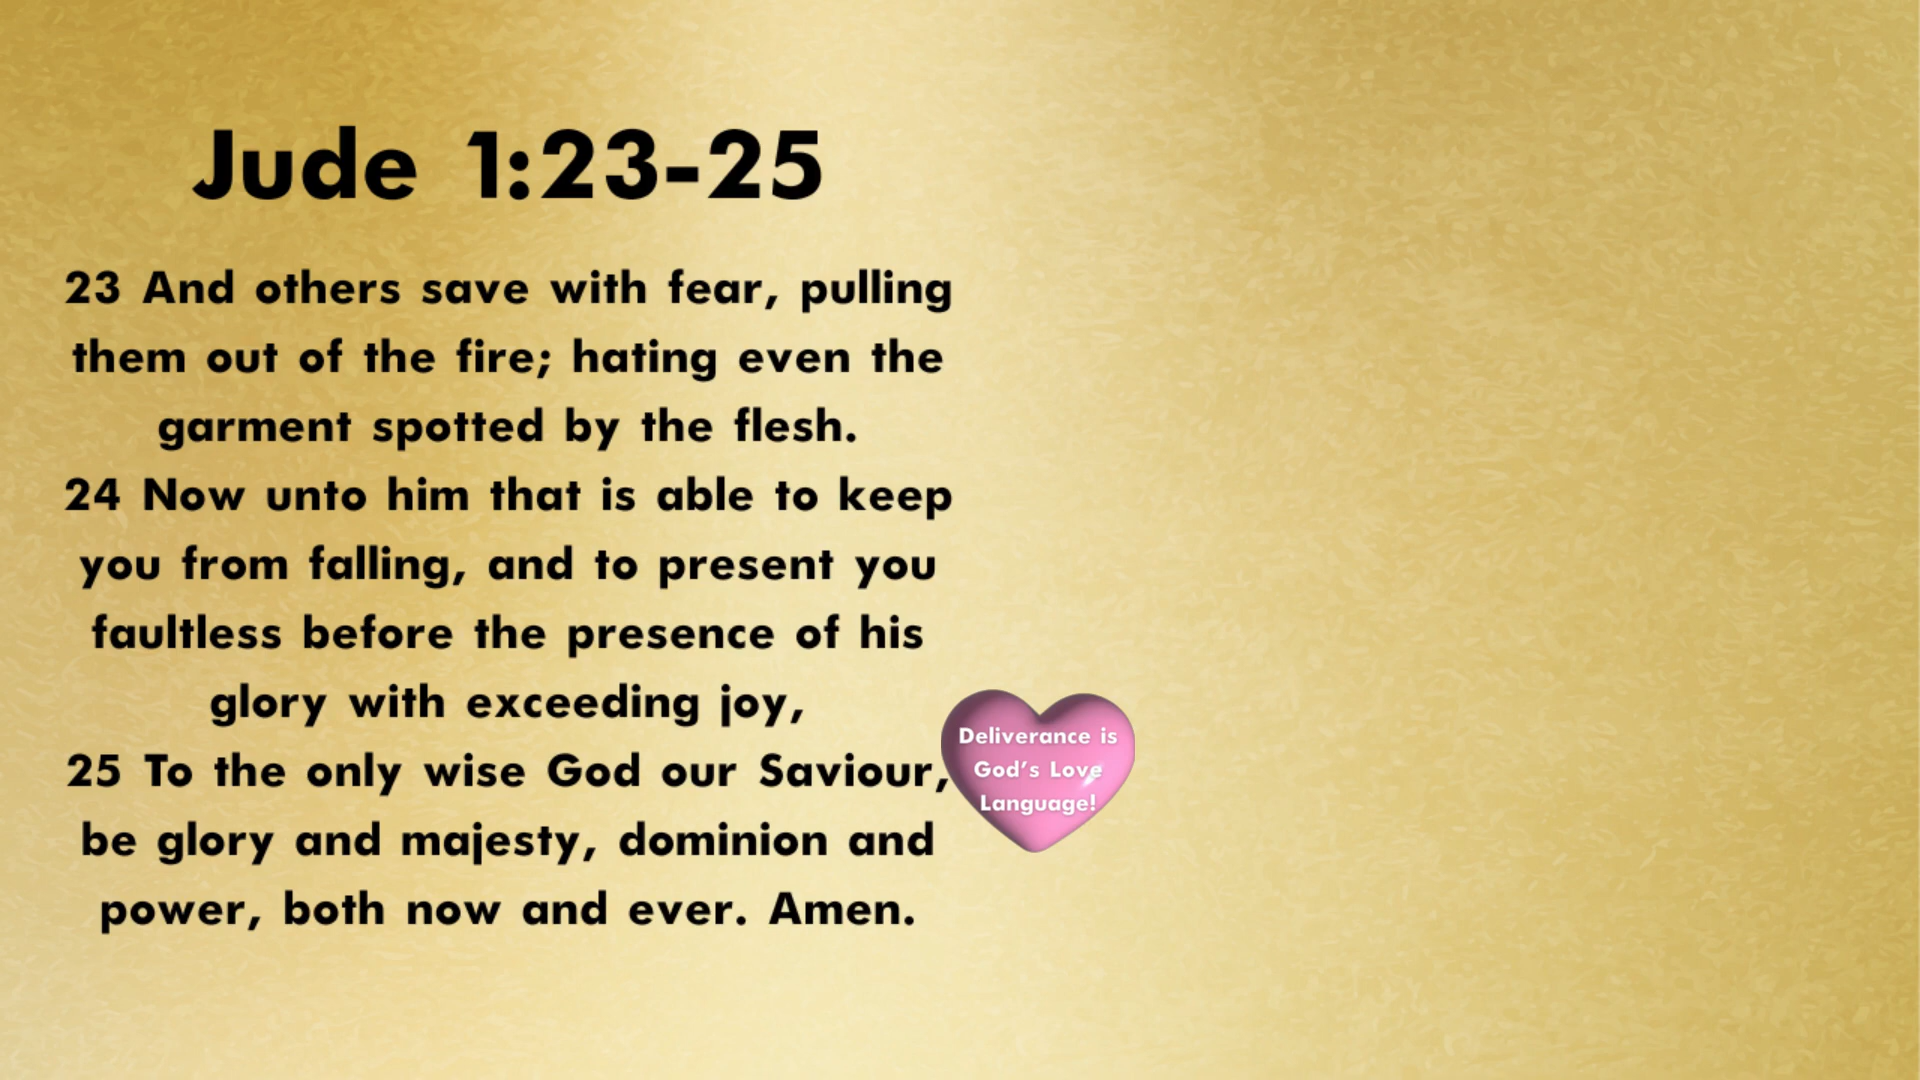 Jude 1:23-25
23 And others save with fear, pulling
them out of the fire; hating even the
garment spotted by the flesh.
24 Now unto him that is able to keep
you from falling, and to present you
faultless before the presence of his
glory with exceeding joy,
25 To the only wise God our Saviour,
be glory and majesty, dominion and
power, both now and ever. Amen.
Deliverance is
God's Love
Language!